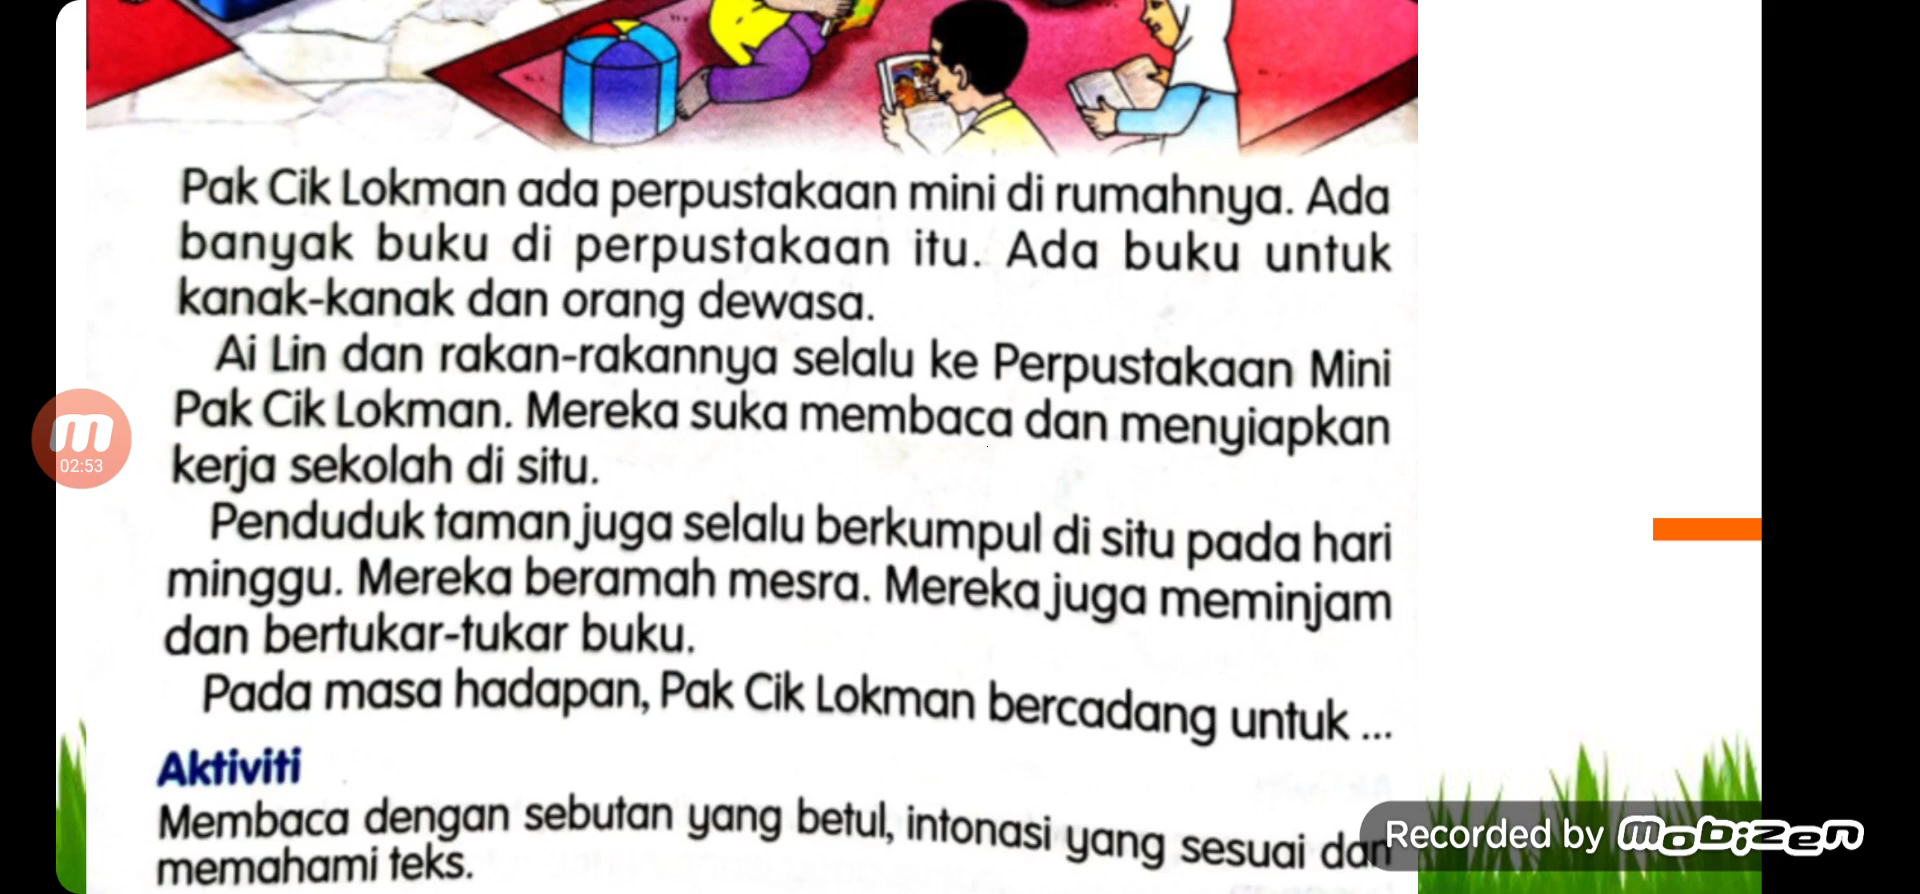 Pak Cik Lokman ada perpustakaan mini di rumahnya. Ada
banyak buku di perpustakaan itu. Ada buku untuk
kanak-kanak dan orang dewasa.
Ai Lin dan rakan-rakannya selalu ke Perpustakaan Mini
Pak Cik Lokman. Mereka suka membaca dan menyiapkan
kerja sekolah di situ.
Penduduk taman juga selalu berkumpul di situ pada hari
minggu. Mereka beramah mesra. Mereka juga meminjam
dan bertukar-tukar buku.
Pada masa hadapan, Pak Cik Lokman bercadang untuk ...
Aktiviti
Membaca dengan sebutan yang betul, intonasi yang sesuai dan
memahami teks.
m
02:53
Recorded by mobizen